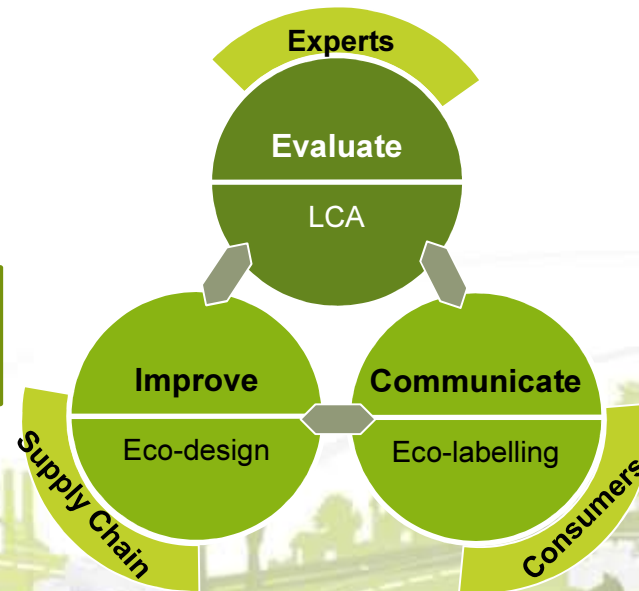 Experts
Evaluate
LCA
Improve
Eco-design
Communicate
Eco-labelling
Supply Chain
Consumers